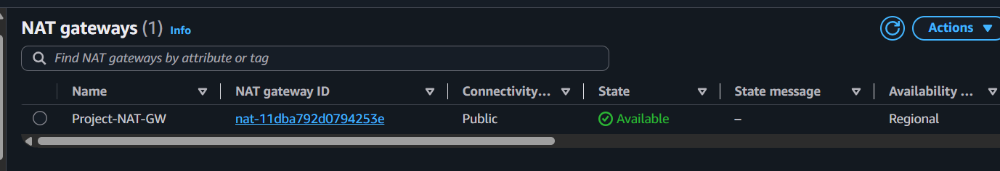 NAT gateways (1) Info
Actions
Find NAT gateways by attribute or tag
Name NAT gateway ID Connectivity... State State message Availability ...
Project-NAT-GW nat-11dba792d0794253e Public Available – Regional